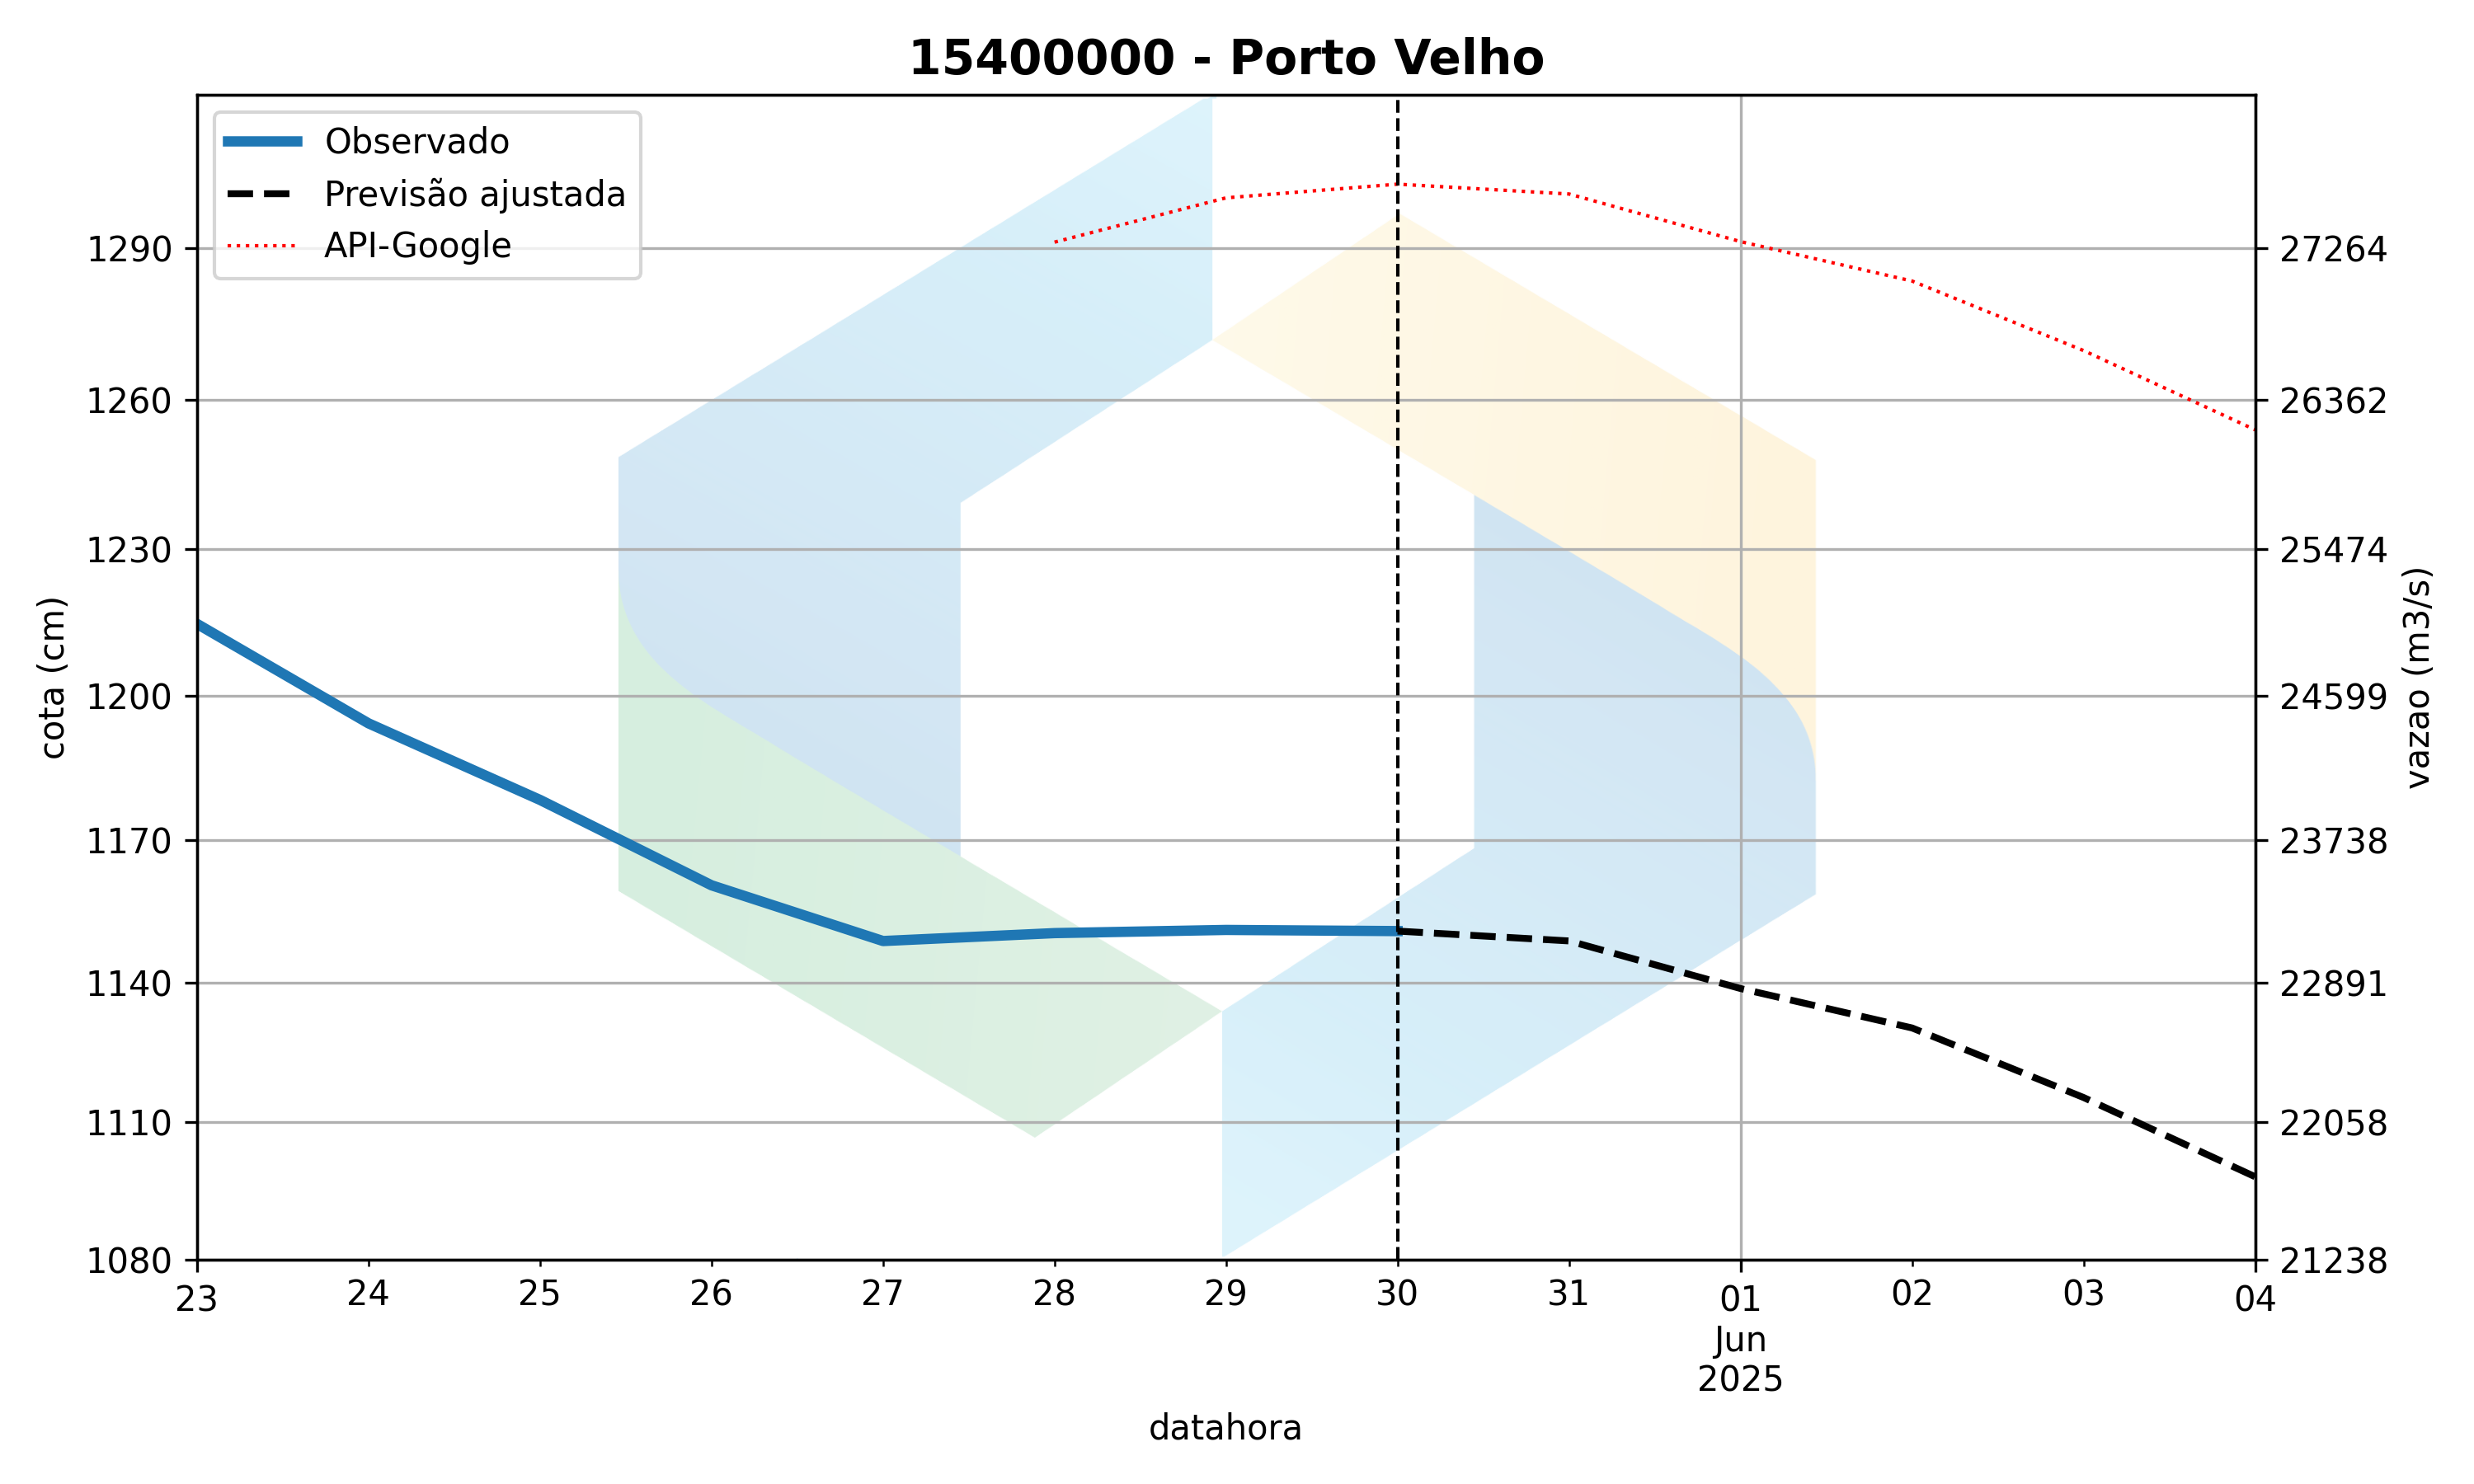 15400000 - Porto Velho
Observado
Previsão ajustada
API-Google
cota (cm)
1290
1260
1230
1200
1170
1140
1110
1080
27264
26362
25474
24599
23738
22891
22058
21238
vazao (m3/s)
23 24 25 26 27 28 29 30 31 01 02 03 04
Jun
2025
datahora